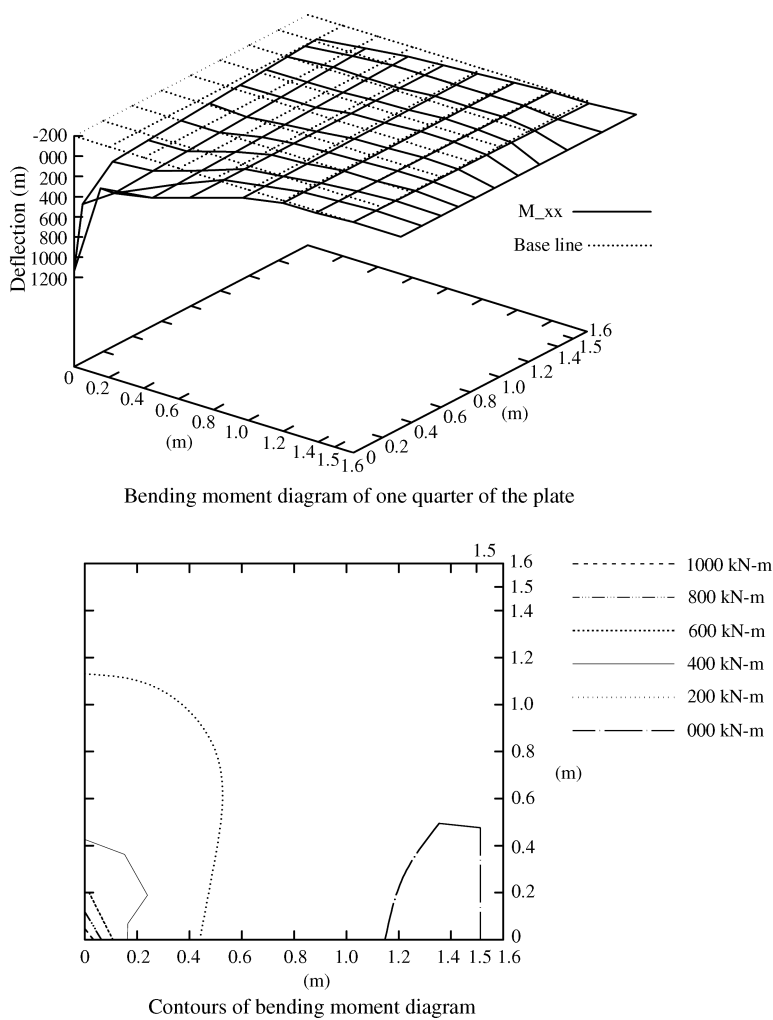 -200
000
200
400
600
800
1000
1200
Deflection (m)
M_xx
Base line
0
0.2
0.4
0.6
0.8
1.0
1.2
1.4
1.5
1.6
(m)
0
0.2
0.4
0.6
0.8
1.0
1.2
1.4
1.5
1.6
(m)
Bending moment diagram of one quarter of the plate
1.5
1.6
1.5
1.4
1.2
1.0
0.8
0.6
0.4
0.2
0
(m)
1000 kN-m
800 kN-m
600 kN-m
400 kN-m
200 kN-m
000 kN-m
0 0.2 0.4 0.6 0.8 1.0 1.2 1.4 1.5 1.6
(m)
Contours of bending moment diagram